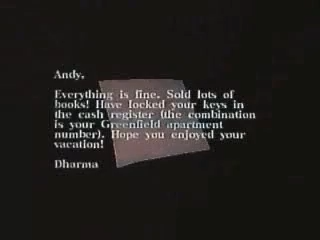 Andy,
Everything is fine. Sold lots of
books! Have locked your keys in
the cash register (the combination
is your Greenfield apartment
number). Hope you enjoyed your
vacation!
Dharma